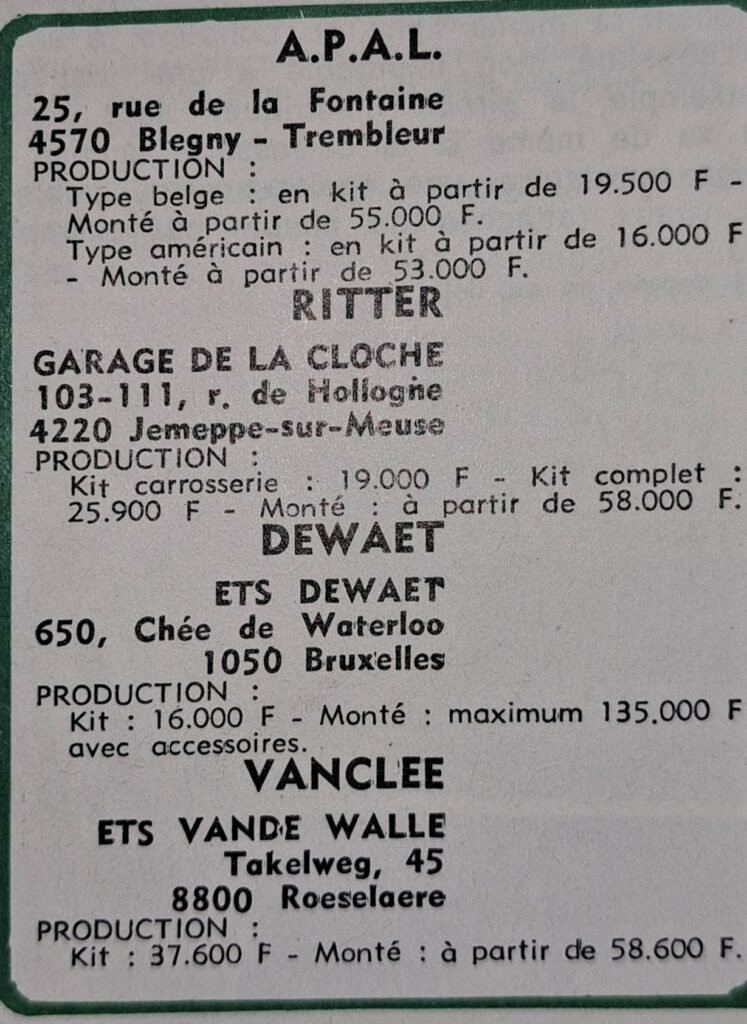 A.P.A.L.
25, rue de la Fontaine
4570 Blegny - Trembleur
PRODUCTION :
Type belge : en kit à partir de 19.500 F -
Monté à partir de 55.000 F.
Type américain : en kit à partir de 16.000 F
- Monté à partir de 53.000 F.
RITTER
GARAGE DE LA CLOCHE
103-111, r. de Hollogne
4220 Jemeppe-sur-Meuse
PRODUCTION :
Kit carrosserie : 19.000 F - Kit complet :
25.900 F - Monté : à partir de 58.000 F.
DEWAET
ETS DEWAET
650, Chée de Waterloo
1050 Bruxelles
PRODUCTION :
Kit : 16.000 F - Monté : maximum 135.000 F
avec accessoires.
VANCLEE
ETS VANDE WALLE
Takelweg, 45
8800 Roeselaere
PRODUCTION :
Kit : 37.600 F - Monté : à partir de 58.600 F.